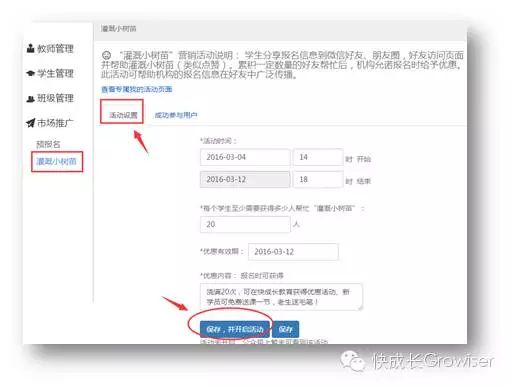 灌溉小树苗
教师管理
学生管理
班级管理
市场推广
预报名
灌溉小树苗
“灌溉小树苗”营销活动说明：学生分享报名信息到微信好友、朋友圈，好友访问页面
并帮助灌溉小树苗（类似点赞）。累积一定数量的好友帮忙后，机构允诺报名时给予优惠。
此活动可帮助机构的报名信息在好友中广泛传播。
查看专属我的活动页面
活动设置 成功参与用户
*活动时间：
2016-03-04 14 时 开始
2016-03-12 18 时 结束
*每个学生至少需要获得多少人帮忙“灌溉小树苗”：
20 人
*优惠有效期： 2016-03-12
*优惠内容： 报名时可获得
浇满20次，可在快成长教育获得优惠活动。新
学员可免费送课一节，老生送毛笔！
保存，并开启活动 保存
快成长Growiser